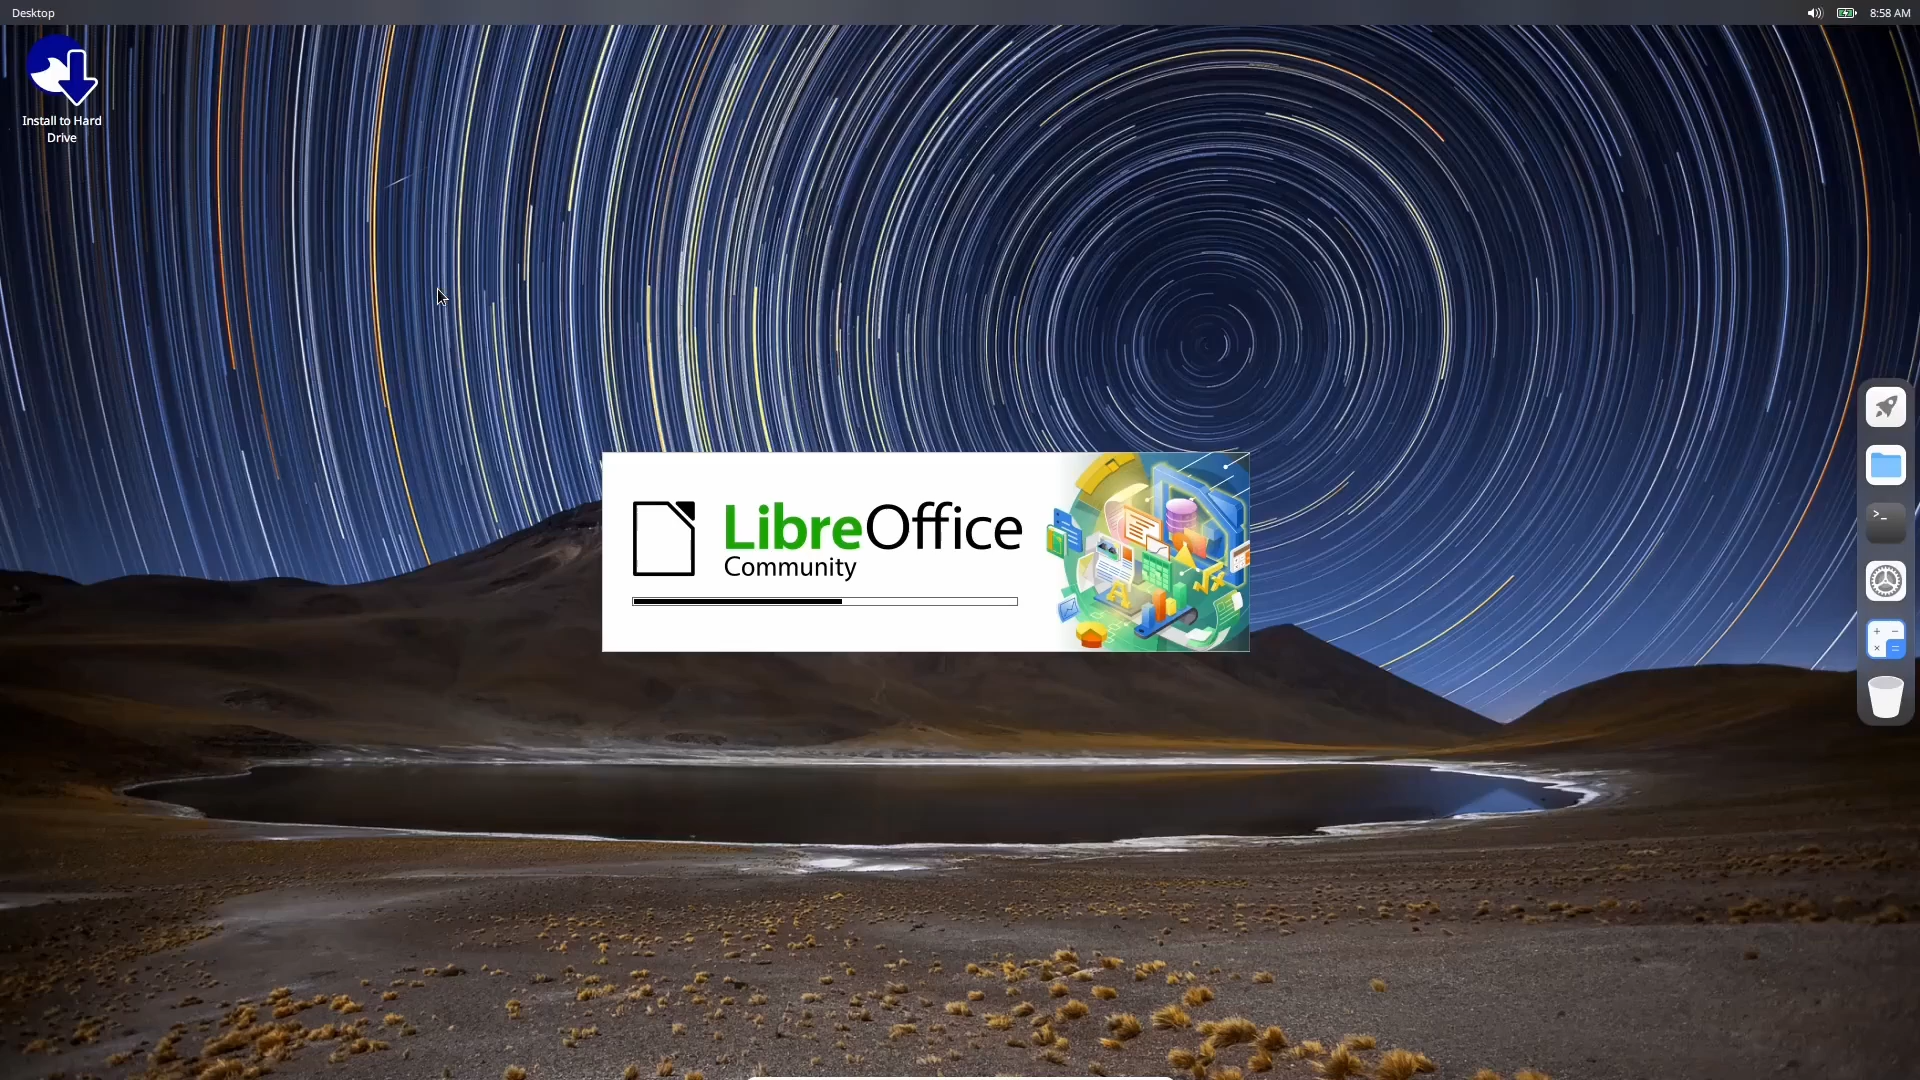 Desktop
8:58 AM
Install to Hard
Drive
LibreOffice
Community